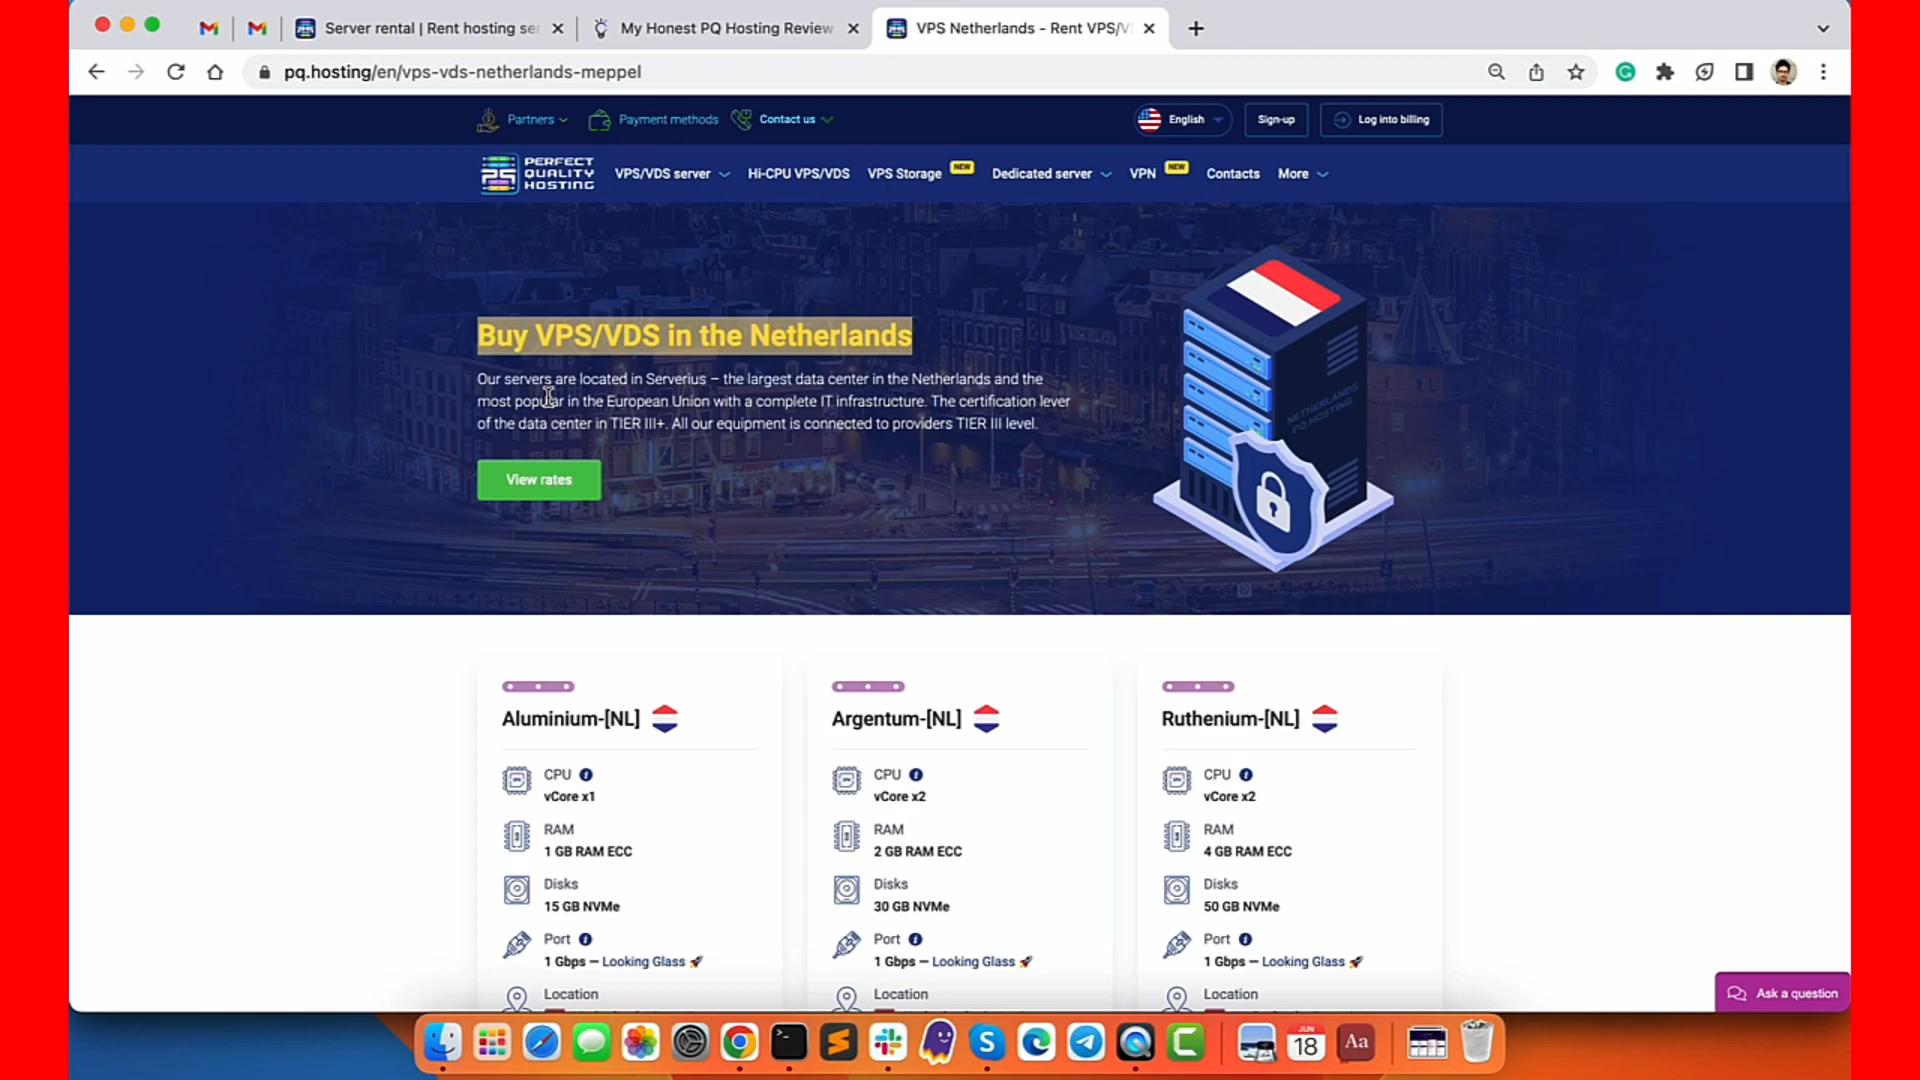 Server rental | Rent hosting ser
My Honest PQ Hosting Review
VPS Netherlands - Rent VPS/V
pq.hosting/en/vps-vds-netherlands-meppel
Partners
Payment methods
Contact us
English
Sign-up
Log into billing
PERFECT
QUALITY
HOSTING
VPS/VDS server
Hi-CPU VPS/VDS
VPS Storage
NEW
Dedicated server
VPN
NEW
Contacts
More
Buy VPS/VDS in the Netherlands
Our servers are located in Serverius – the largest data center in the Netherlands and the
most popular in the European Union with a complete IT infrastructure. The certification lever
of the data center in TIER III+. All our equipment is connected to providers TIER III level.
View rates
NETHERLANDS
PQ HOSTING
Aluminium-[NL]
CPU
vCore x1
RAM
1 GB RAM ECC
Disks
15 GB NVMe
Port
1 Gbps — Looking Glass 🚀
Location
Argentum-[NL]
CPU
vCore x2
RAM
2 GB RAM ECC
Disks
30 GB NVMe
Port
1 Gbps — Looking Glass 🚀
Location
Ruthenium-[NL]
CPU
vCore x2
RAM
4 GB RAM ECC
Disks
50 GB NVMe
Port
1 Gbps — Looking Glass 🚀
Location
Ask a question
JUN
18
Aa